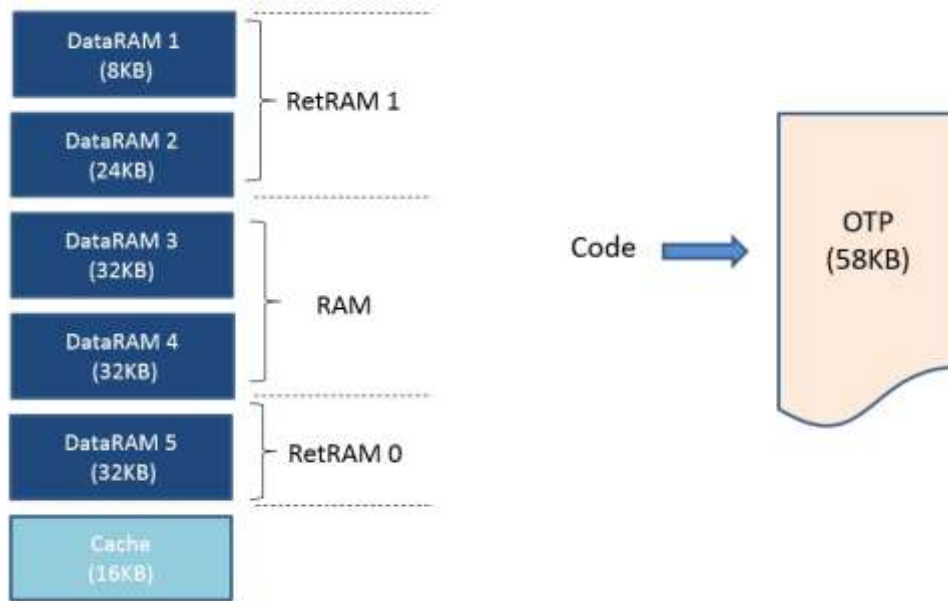 DataRAM 1
(8KB)
DataRAM 2
(24KB)
RetRAM 1
DataRAM 3
(32KB)
DataRAM 4
(32KB)
RAM
DataRAM 5
(32KB)
RetRAM 0
Cache
(16KB)
Code
OTP
(58KB)